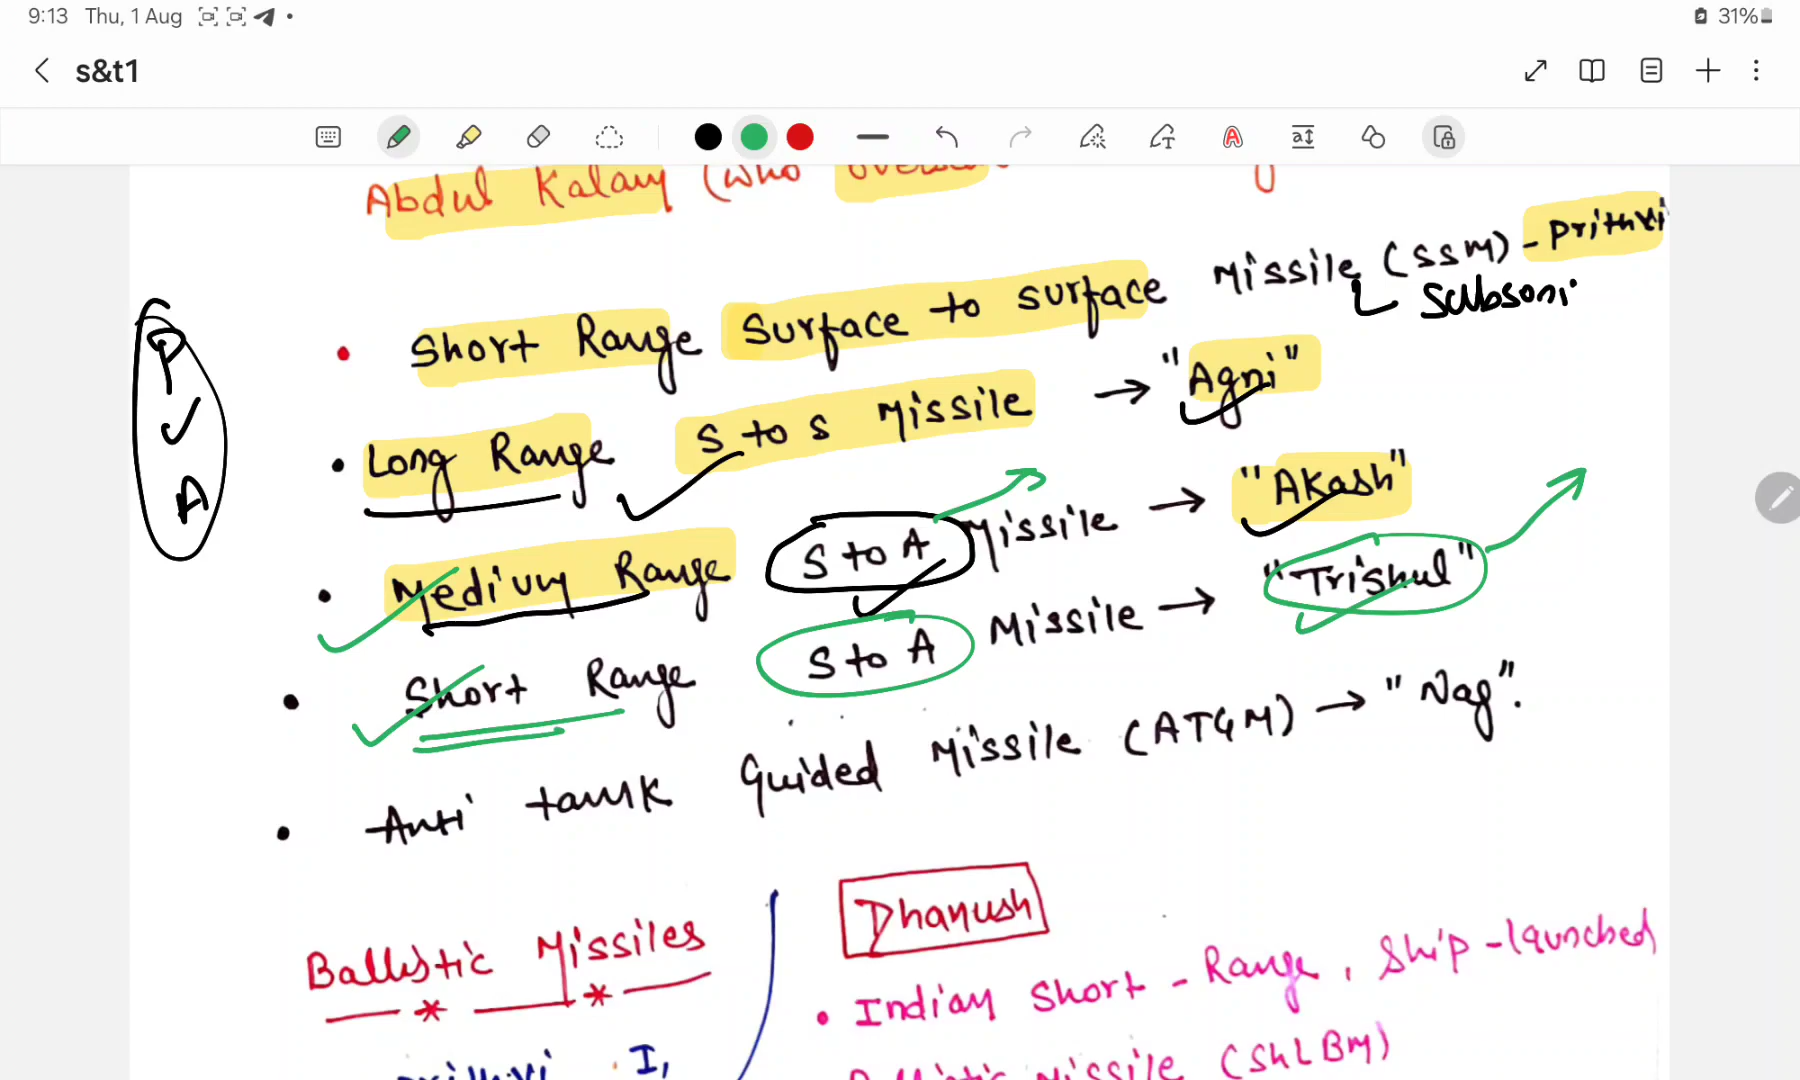 9:13 Thu, 1 Aug
31%
s&t1
Abdul Kalam (who
• Short Range Surface to surface Missile (SSM) - Prithvi
Subsoni
P
A
• Long Range S to S Missile → "Agni"
• Medium Range S to A Missile → "Akash"
• Short Range S to A Missile → "Trishul"
• Anti tank Guided Missile (ATGM) → "Nag".
Ballistic Missiles
Dhanush
• Indian Short - Range, Ship - launched
Missile (ShLBM)
I,